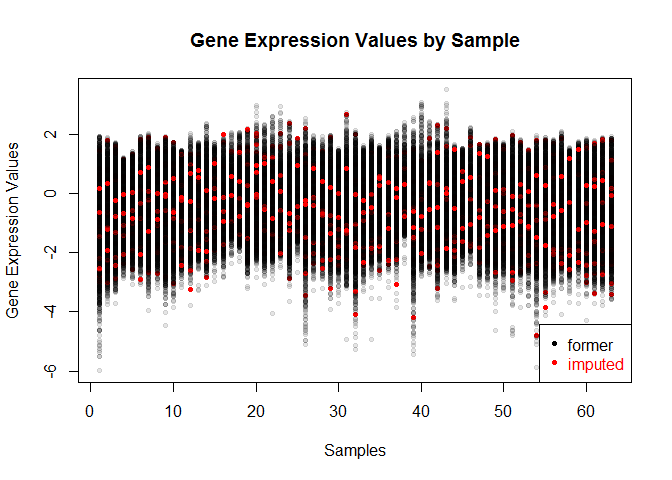 Gene Expression Values by Sample
Gene Expression Values
2
0
-2
-4
-6
0 10 20 30 40 50 60
Samples
former
imputed